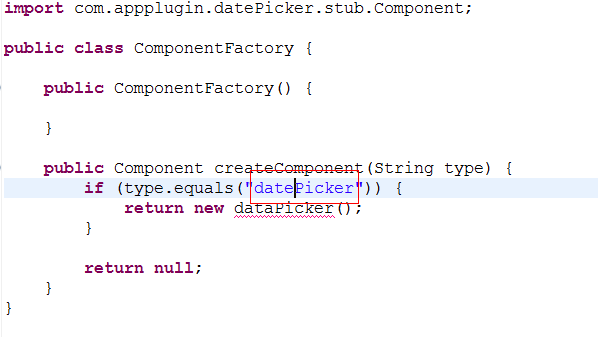 import com.appplugin.datePicker.stub.Component;
public class ComponentFactory {
public ComponentFactory() {
}
public Component createComponent(String type) {
if (type.equals("datePicker")) {
return new dataPicker();
}
return null;
}
}